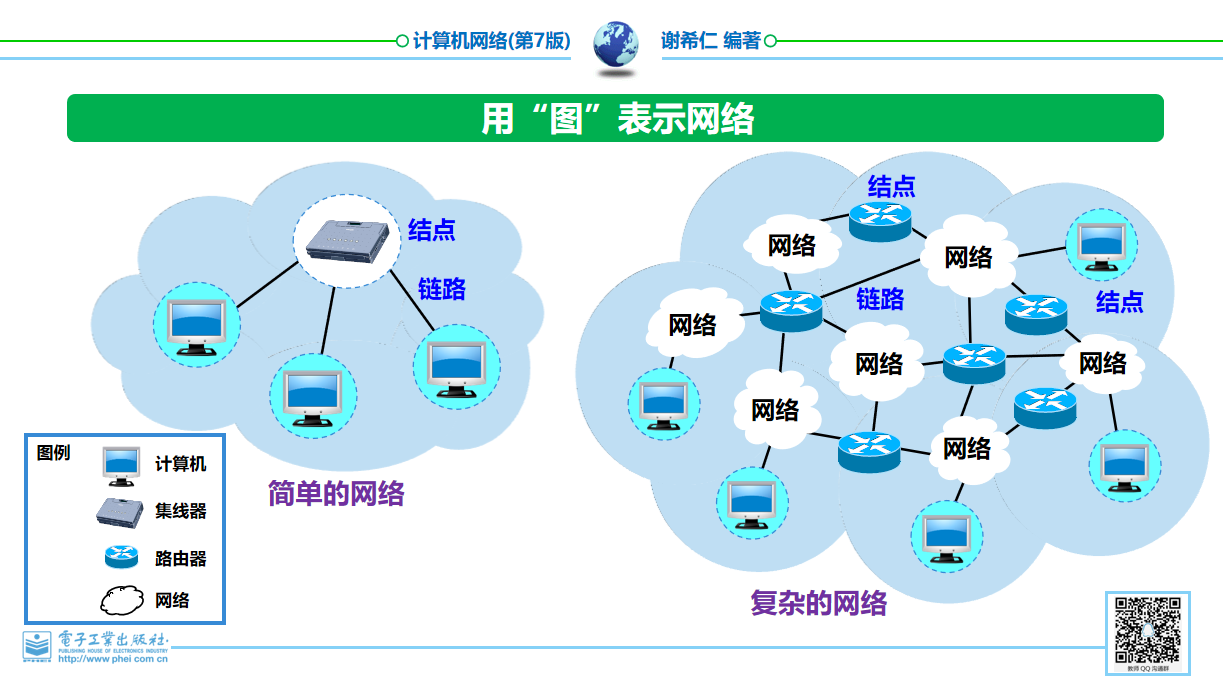 计算机网络(第7版)
谢希仁 编著
用“图”表示网络
结点
链路
简单的网络
图例
计算机
集线器
路由器
网络
结点
网络
网络
结点
链路
网络
网络
网络
网络
网络
复杂的网络
電子工業出版社·
PUBLISHING HOUSE OF ELECTRONICS INDUSTRY
http://www.phei.com.cn
教师QQ沟通群